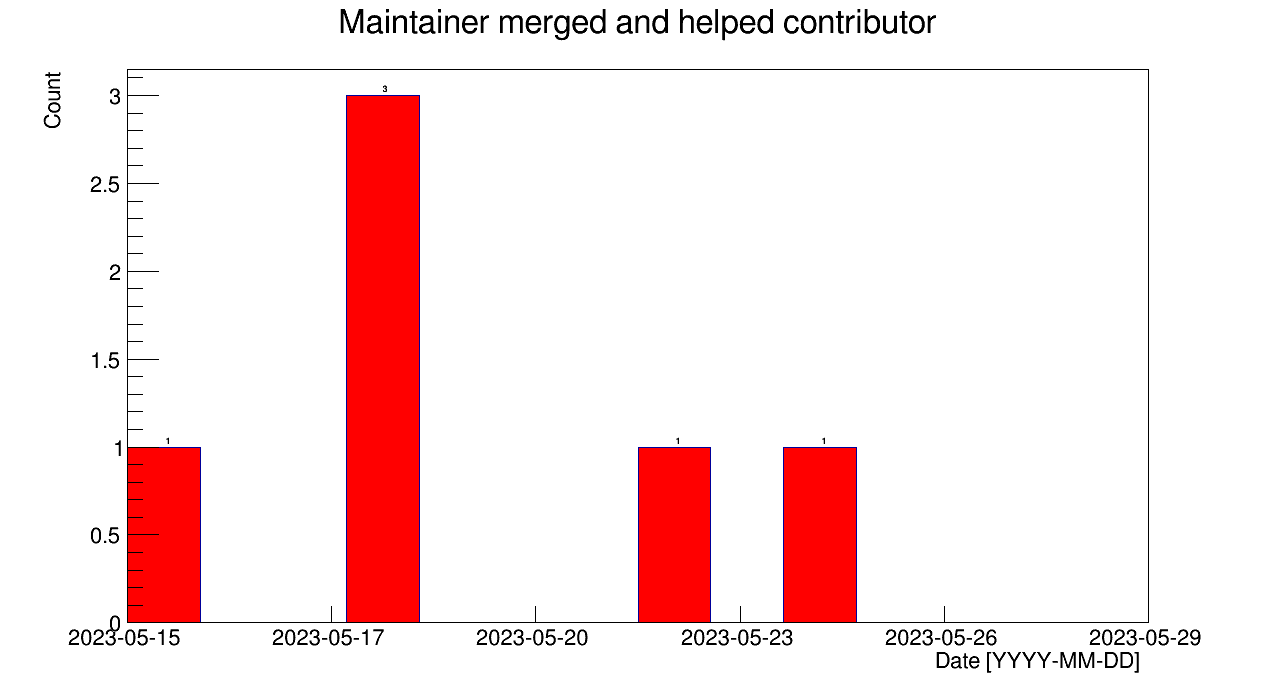 Maintainer merged and helped contributor
Count
3
2.5
2
1.5
1
0.5
0
1
3
1
1
2023-05-15 2023-05-17 2023-05-20 2023-05-23 2023-05-26 2023-05-29
Date [YYYY-MM-DD]